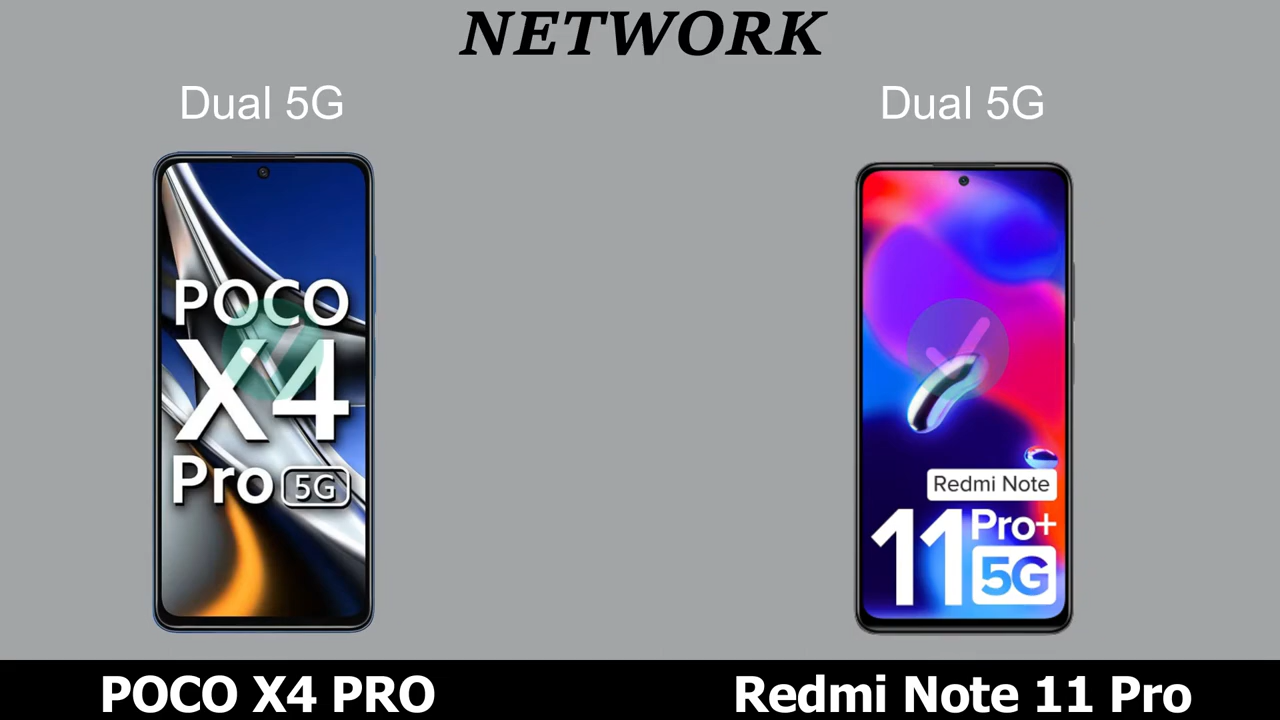 NETWORK
Dual 5G
Dual 5G
POCO
X4
Pro 5G
Redmi Note
11 Pro+
5G
POCO X4 PRO
Redmi Note 11 Pro